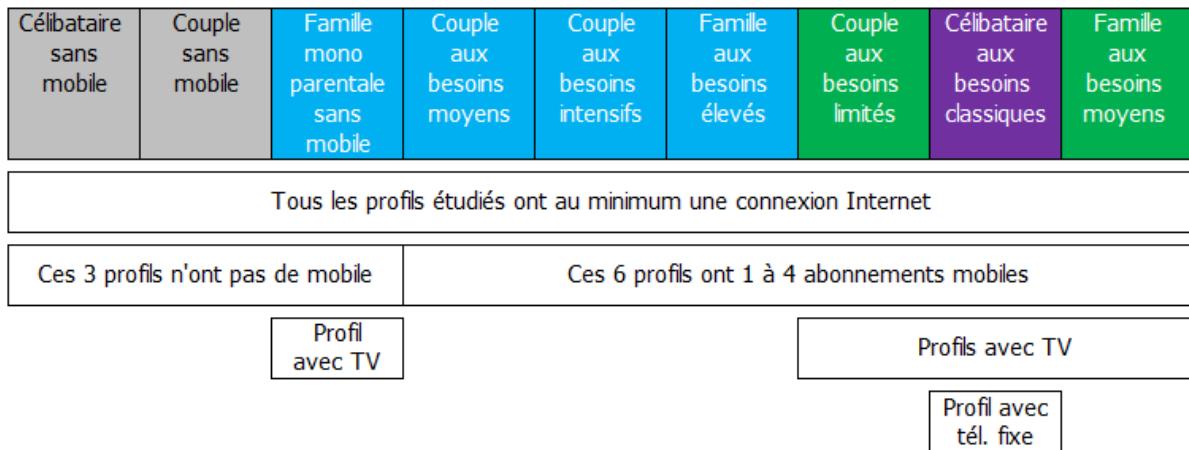 Célibataire
sans
mobile
Couple
sans
mobile
Famille
mono
parentale
sans
mobile
Couple
aux
besoins
moyens
Couple
aux
besoins
intensifs
Famille
aux
besoins
élevés
Couple
aux
besoins
limités
Célibataire
aux
besoins
classiques
Famille
aux
besoins
moyens
Tous les profils étudiés ont au minimum une connexion Internet
Ces 3 profils n'ont pas de mobile
Ces 6 profils ont 1 à 4 abonnements mobiles
Profil
avec TV
Profils avec TV
Profil avec
tél. fixe